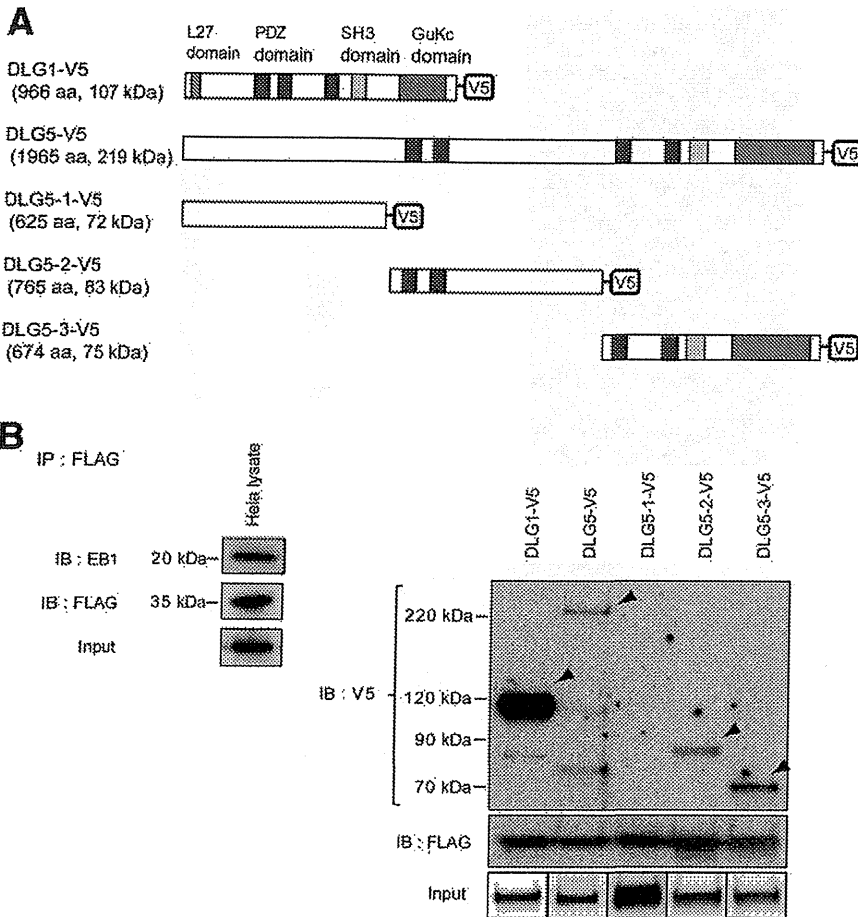 A
L27 domain
PDZ domain
SH3 domain
GuKc domain
DLG1-V5
(966 aa, 107 kDa)
V5
DLG5-V5
(1965 aa, 219 kDa)
V5
DLG5-1-V5
(625 aa, 72 kDa)
V5
DLG5-2-V5
(765 aa, 83 kDa)
V5
DLG5-3-V5
(674 aa, 75 kDa)
V5
B
IP : FLAG
Hela lysate
IB : EB1 20 kDa
IB : FLAG 35 kDa
Input
DLG1-V5
DLG5-V5
DLG5-1-V5
DLG5-2-V5
DLG5-3-V5
IB : V5
220 kDa
120 kDa
90 kDa
70 kDa
IB : FLAG
Input